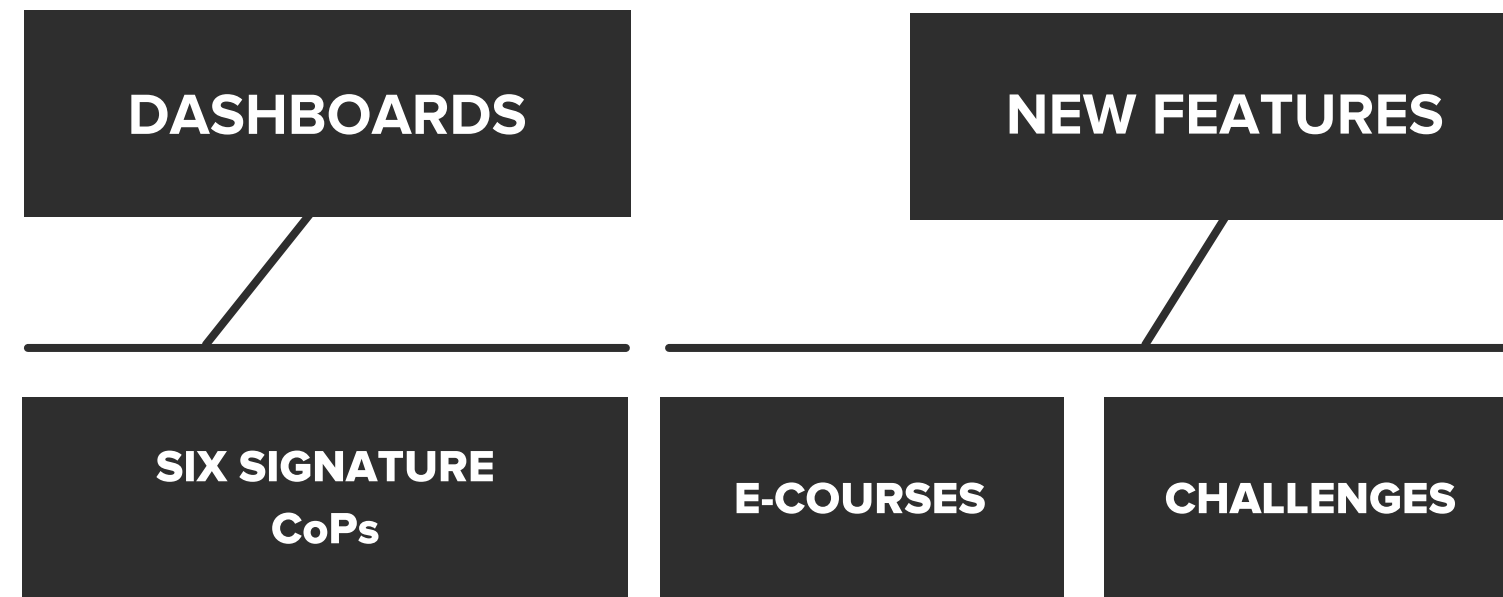 DASHBOARDS
NEW FEATURES
SIX SIGNATURE
CoPs
E-COURSES
CHALLENGES